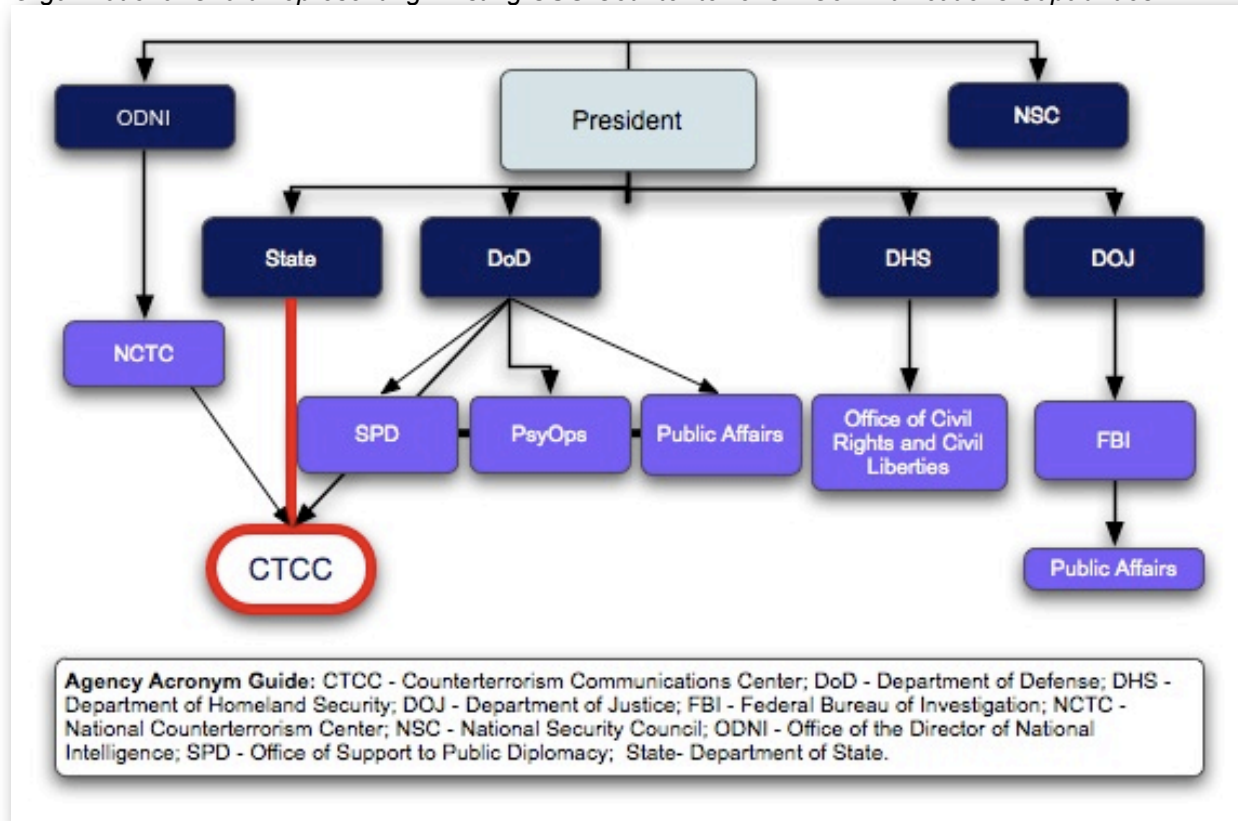 ODNI
President
NSC
State
DoD
DHS
DOJ
NCTC
SPD
PsyOps
Public Affairs
Office of Civil
Rights and Civil
Liberties
FBI
CTCC
Public Affairs
Agency Acronym Guide: CTCC - Counterterrorism Communications Center; DoD - Department of Defense; DHS -
Department of Homeland Security; DOJ - Department of Justice; FBI - Federal Bureau of Investigation; NCTC -
National Counterterrorism Center; NSC - National Security Council; ODNI - Office of the Director of National
Intelligence; SPD - Office of Support to Public Diplomacy;  State- Department of State.